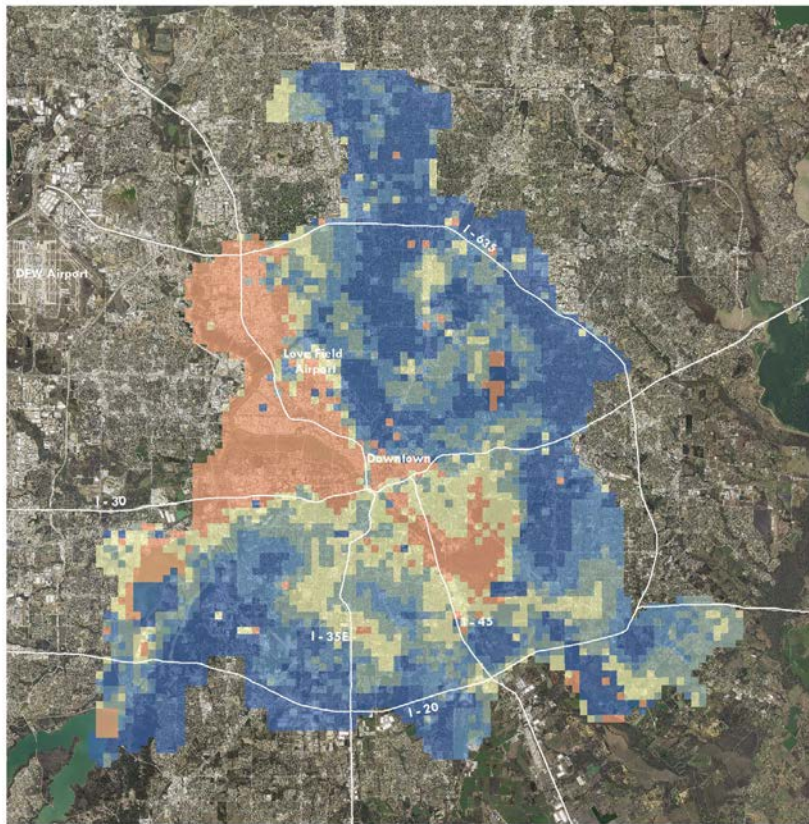 I - 635
DFW Airport
Love Field
Airport
Downtown
I - 30
I - 35E
I - 45
I - 20